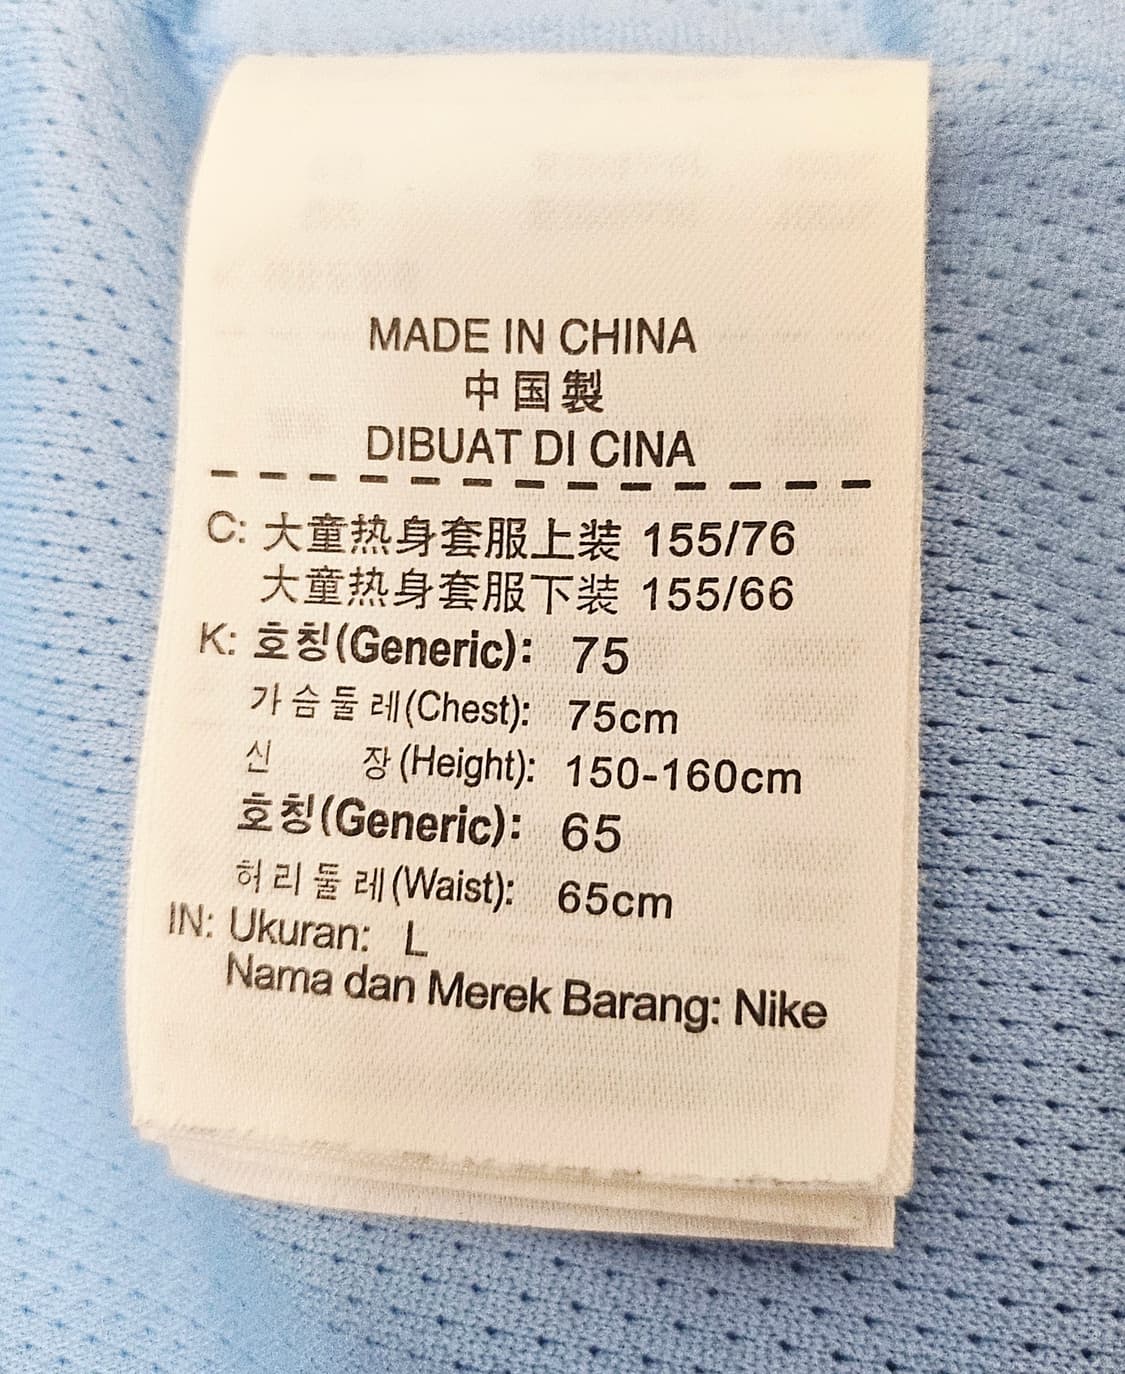 MADE IN CHINA
中国製
DIBUAT DI CINA
C: 大童热身套服上装 155/76
大童热身套服下装 155/66
K: 호칭(Generic): 75
가슴둘레(Chest): 75cm
신 장(Height): 150-160cm
호칭(Generic): 65
허리둘레(Waist): 65cm
IN: Ukuran: L
Nama dan Merek Barang: Nike